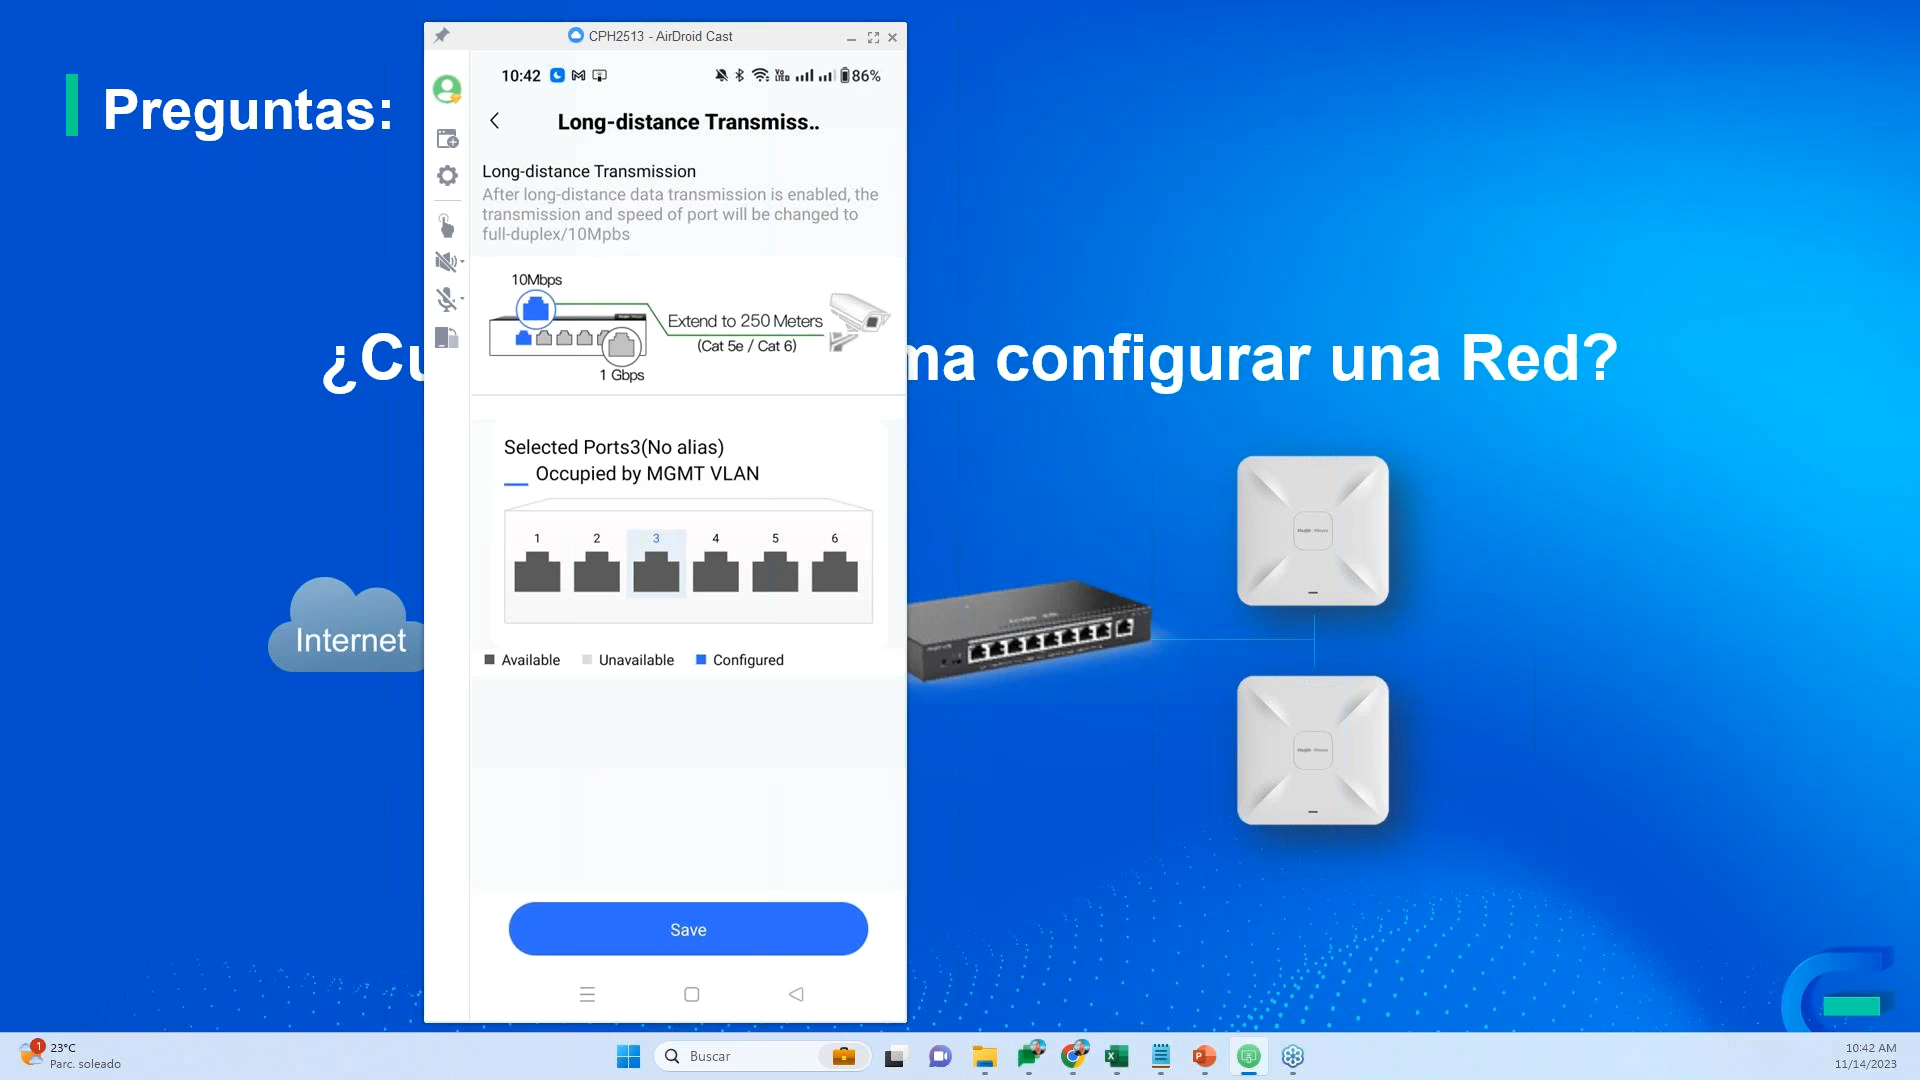 CPH2513 - AirDroid Cast
Preguntas:
10:42
86%
Long-distance Transmiss..
Long-distance Transmission
After long-distance data transmission is enabled, the
transmission and speed of port will be changed to
full-duplex/10Mpbs
10Mbps
Extend to 250 Meters
(Cat 5e / Cat 6)
1 Gbps
¿Cu
ma configurar una Red?
Selected Ports3(No alias)
Occupied by MGMT VLAN
1 2 3 4 5 6
Internet
Available Unavailable Configured
Save
1
23°C
Parc. soleado
Buscar
10:42 AM
11/14/2023